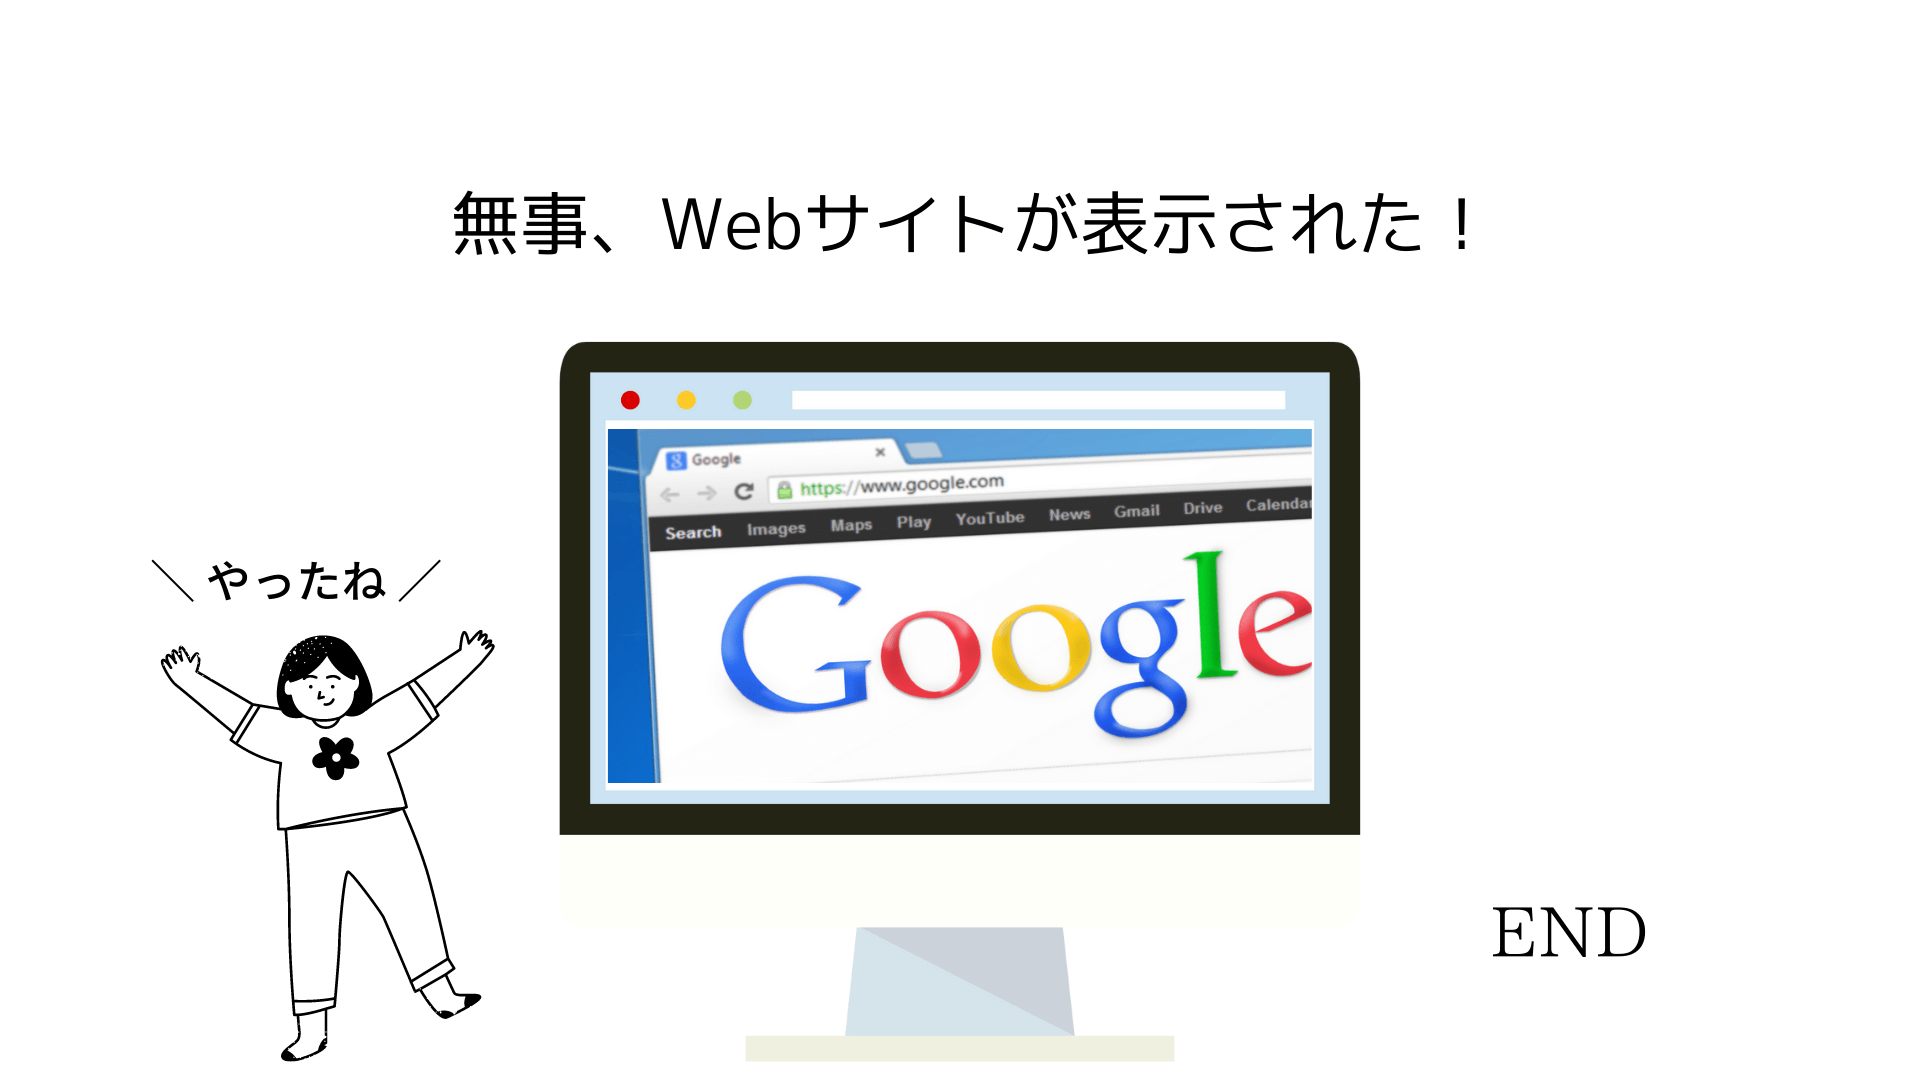 無事、Webサイトが表示された！
Google
https://www.google.com
Search Images Maps Play YouTube News Gmail Drive Calendar
Google
＼ やったね ／
END